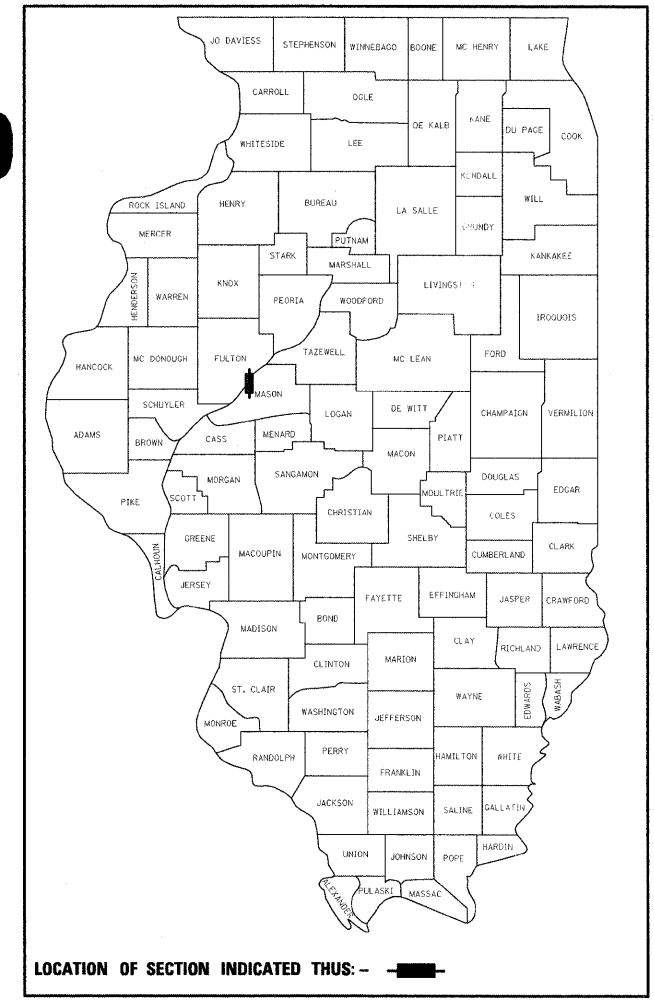 JO DAVIESS STEPHENSON WINNEBAGO BOONE MC HENRY LAKE
CARROLL OGLE
DE KALB KANE DU PAGE COOK
WHITESIDE LEE
KENDALL
ROCK ISLAND HENRY BUREAU LA SALLE WILL
MERCER PUTNAM GRUNDY
STARK MARSHALL KANKAKEE
HENDERSON WARREN KNOX PEORIA WOODFORD LIVINGS
IROQUOIS
HANCOCK MC DONOUGH FULTON TAZEWELL MC LEAN FORD
MASON
SCHUYLER LOGAN DE WITT CHAMPAIGN VERMILION
ADAMS BROWN CASS MENARD PIATT
MACON
MORGAN SANGAMON DOUGLAS
PIKE SCOTT MOULTRIE EDGAR
CHRISTIAN COLES
GREENE MACOUPIN SHELBY
CALHOUN MONTGOMERY CUMBERLAND CLARK
JERSEY
FAYETTE EFFINGHAM JASPER CRAWFORD
MADISON BOND
CLAY RICHLAND LAWRENCE
CLINTON MARION
ST. CLAIR WAYNE EDWARDS WABASH
MONROE WASHINGTON JEFFERSON
RANDOLPH PERRY HAMILTON WHITE
FRANKLIN
JACKSON WILLIAMSON SALINE GALLATIN
UNION JOHNSON POPE HARDIN
ALEXANDER PULASKI MASSAC
LOCATION OF SECTION INDICATED THUS: –